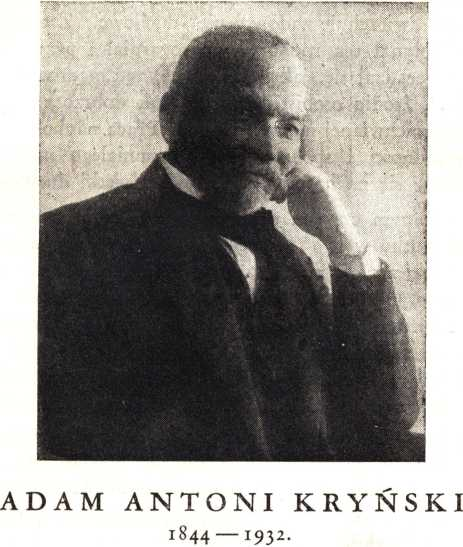 ADAM ANTONI KRYŃSKI
1844 — 1932.